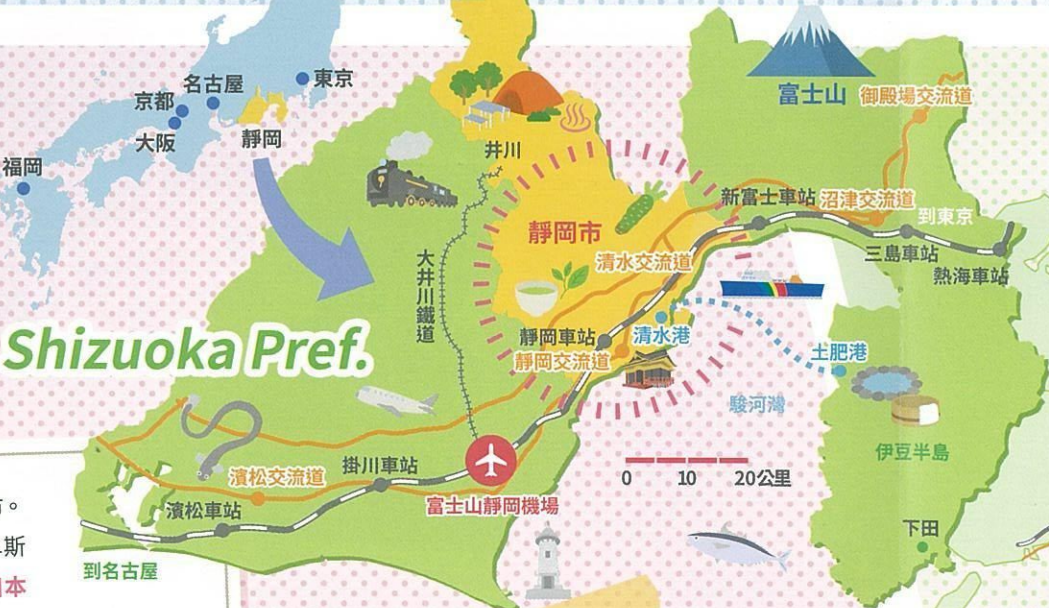 名古屋
東京
京都
大阪
靜岡
福岡
富士山
御殿場交流道
井川
新富士車站
沼津交流道
到東京
靜岡市
三島車站
清水交流道
熱海車站
大井川鐵道
靜岡車站
清水港
靜岡交流道
土肥港
Shizuoka Pref.
駿河灣
伊豆半島
掛川車站
濱松交流道
0 10 20公里
富士山靜岡機場
濱松車站
下田
到名古屋
。
斯
本